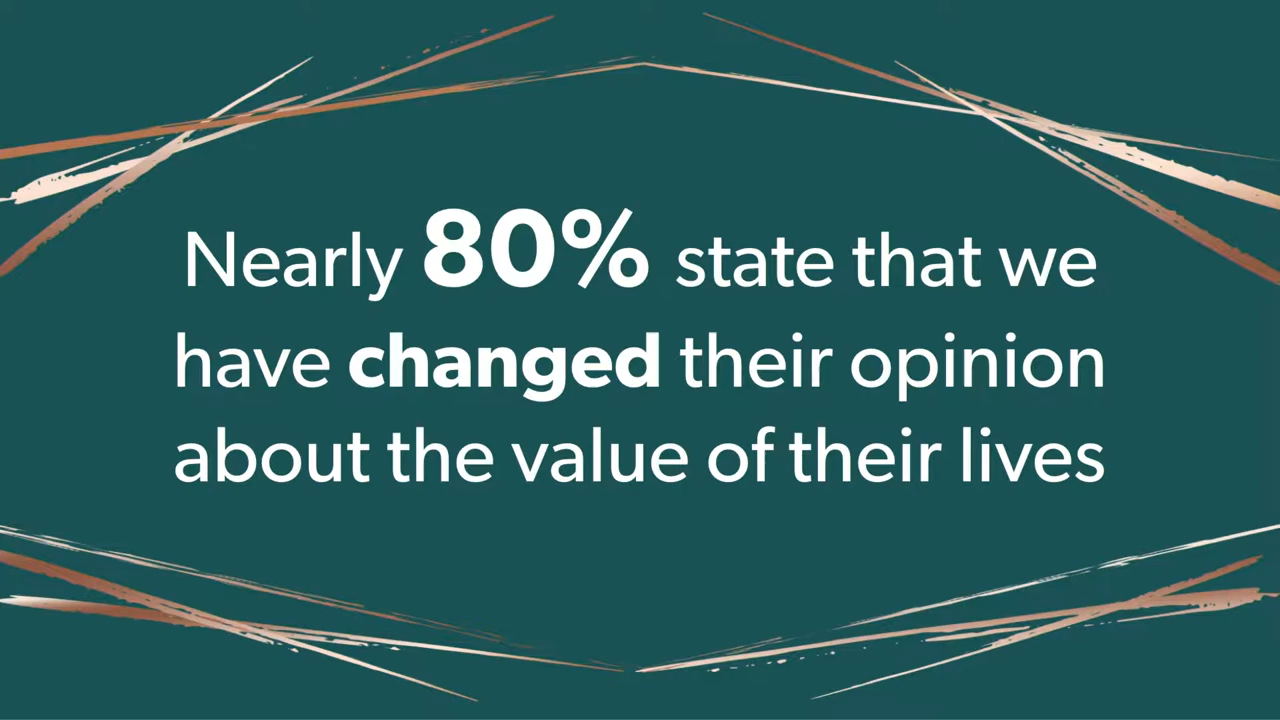 Nearly 80% state that we
have changed their opinion
about the value of their lives